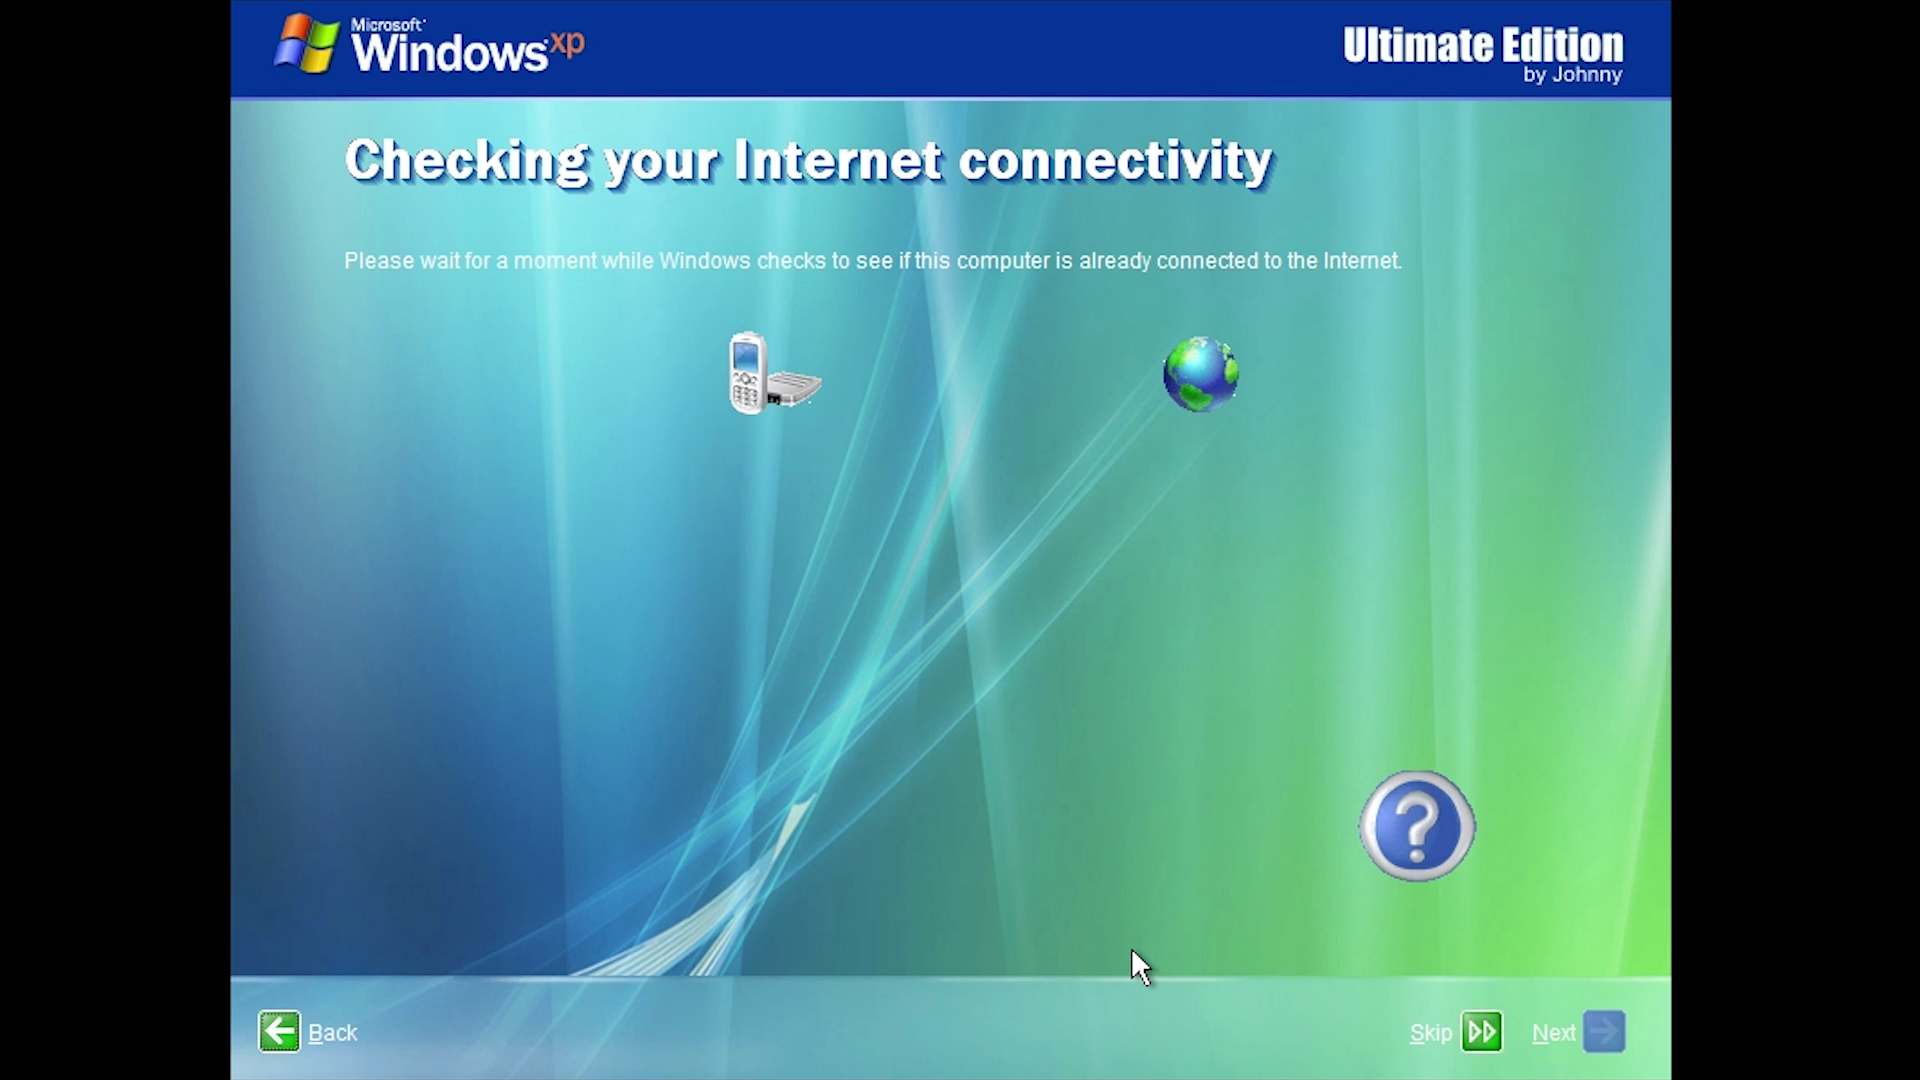 Microsoft
Windows xp
Ultimate Edition
by Johnny
Checking your Internet connectivity
Please wait for a moment while Windows checks to see if this computer is already connected to the Internet.
?
Back
Skip
Next